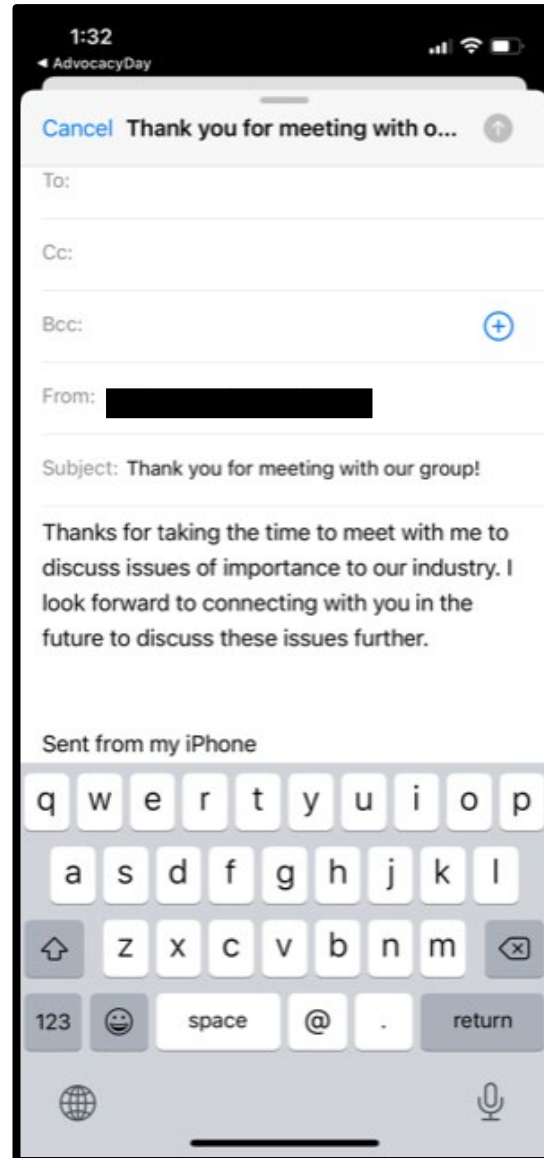 1:32
◀ AdvocacyDay
Cancel Thank you for meeting with o...
To:
Cc:
Bcc:
From:
Subject: Thank you for meeting with our group!
Thanks for taking the time to meet with me to
discuss issues of importance to our industry. I
look forward to connecting with you in the
future to discuss these issues further.
Sent from my iPhone
q w e r t y u i o p
a s d f g h j k l
z x c v b n m
123 space @ . return